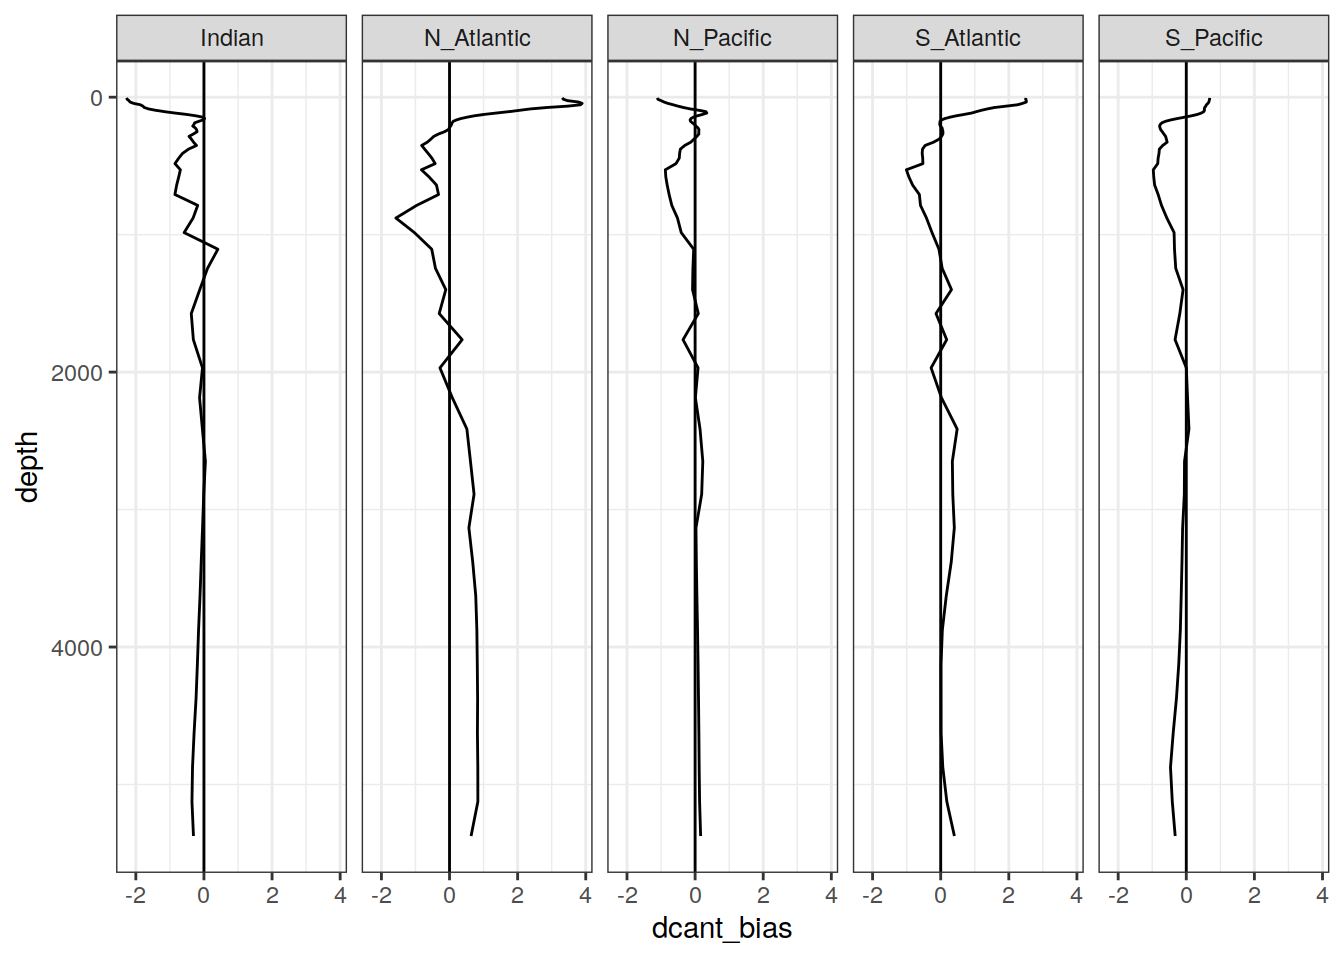 Indian N_Atlantic N_Pacific S_Atlantic S_Pacific
0
2000
4000
depth
-2 0 2 4 -2 0 2 4 -2 0 2 4 -2 0 2 4 -2 0 2 4
dcant_bias